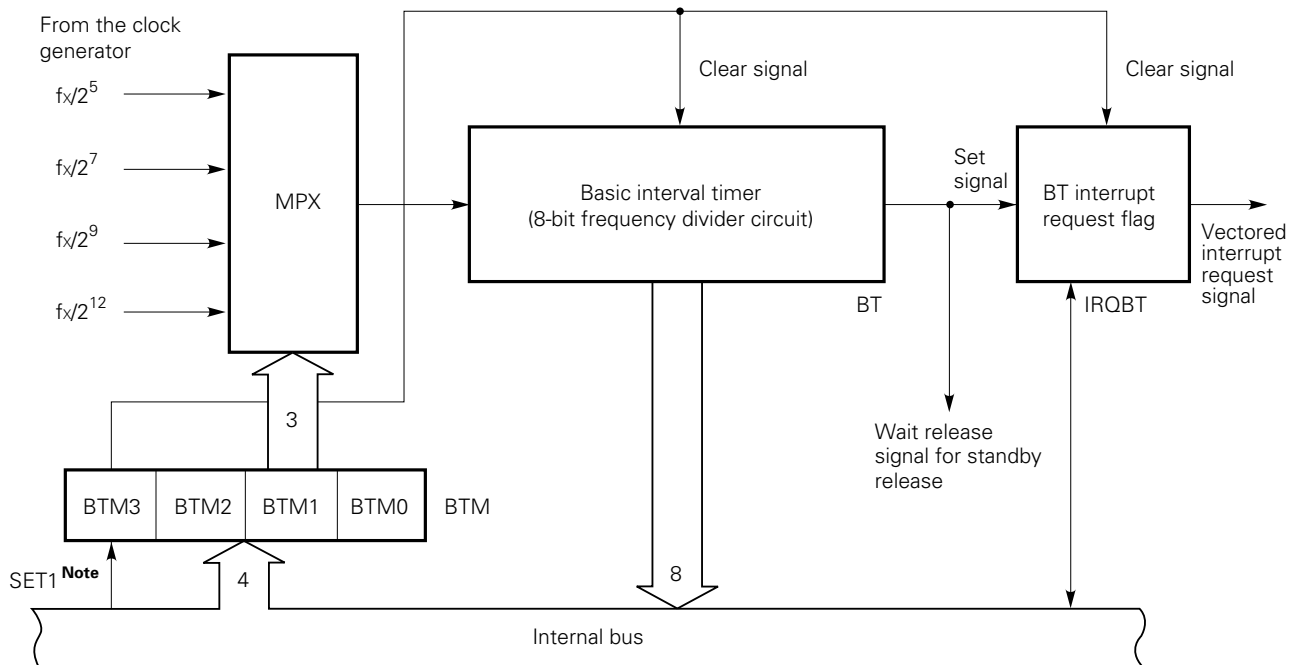 From the clock
generator
fx/2^5
fx/2^7
fx/2^9
fx/2^12
MPX
Clear signal
Clear signal
Basic interval timer
(8-bit frequency divider circuit)
BT
Set
signal
BT interrupt
request flag
IRQBT
Vectored
interrupt
request
signal
Wait release
signal for standby
release
3
BTM3
BTM2
BTM1
BTM0
BTM
SET1 Note
4
8
Internal bus